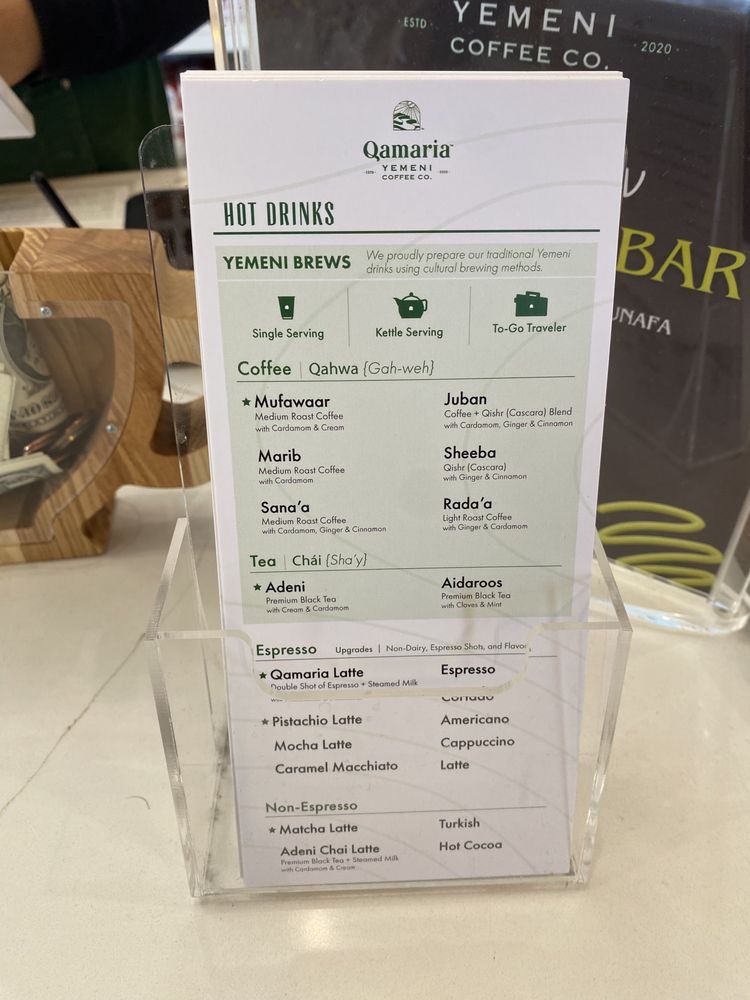 ·ESTD·
YEMENI
COFFEE CO.
·2020·
BAR
UNAFA
Qamaria™
YEMENI
COFFEE CO.
HOT DRINKS
YEMENI BREWS
We proudly prepare our traditional Yemeni
drinks using cultural brewing methods.
Single Serving
Kettle Serving
To-Go Traveler
Coffee | Qahwa {Gah-weh}
★ Mufawaar
Medium Roast Coffee
with Cardamom & Cream
Juban
Coffee + Qishr (Cascara) Blend
with Cardamom, Ginger & Cinnamon
Marib
Medium Roast Coffee
with Cardamom
Sheeba
Qishr (Cascara)
with Ginger & Cinnamon
Sana'a
Medium Roast Coffee
with Cardamom, Ginger & Cinnamon
Rada'a
Light Roast Coffee
with Ginger & Cardamom
Tea | Chái {Sha'y}
★ Adeni
Premium Black Tea
with Cream & Cardamom
Aidaroos
Premium Black Tea
with Cloves & Mint
Espresso
Upgrades | Non-Dairy, Espresso Shots, and Flavor
★ Qamaria Latte
Double Shot of Espresso + Steamed Milk
Espresso
Cortado
★ Pistachio Latte
Americano
Mocha Latte
Cappuccino
Caramel Macchiato
Latte
Non-Espresso
★ Matcha Latte
Turkish
Adeni Chai Latte
Premium Black Tea + Steamed Milk
with Cardamom & Cream
Hot Cocoa